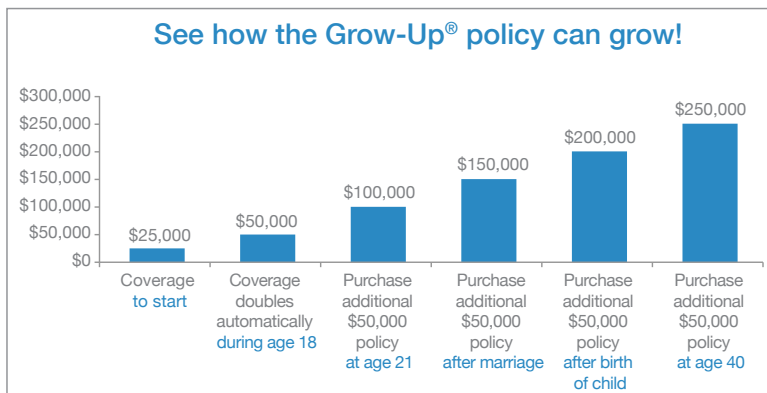 See how the Grow-Up® policy can grow!
$300,000
$250,000
$200,000
$150,000
$100,000
$50,000
$0
$25,000
$50,000
$100,000
$150,000
$200,000
$250,000
Coverage
to start
Coverage
doubles
automatically
during age 18
Purchase
additional
$50,000
policy
at age 21
Purchase
additional
$50,000
policy
after marriage
Purchase
additional
$50,000
policy
after birth
of child
Purchase
additional
$50,000
policy
at age 40